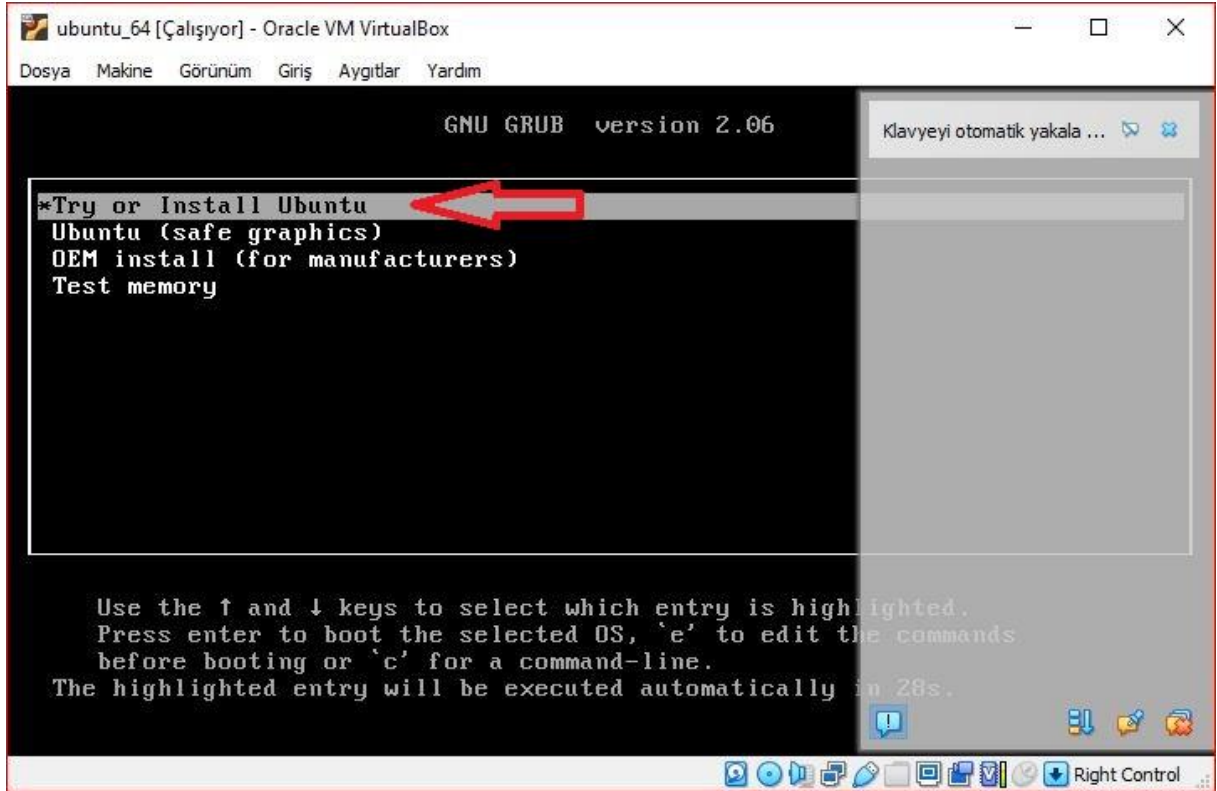 ubuntu_64 [Çalışıyor] - Oracle VM VirtualBox
Dosya Makine Görünüm Giriş Aygıtlar Yardım
GNU GRUB version 2.06
Klavyeyi otomatik yakala ...
*Try or Install Ubuntu
Ubuntu (safe graphics)
OEM install (for manufacturers)
Test memory
Use the ↑ and ↓ keys to select which entry is highlighted.
Press enter to boot the selected OS, `e' to edit the commands
before booting or `c' for a command-line.
The highlighted entry will be executed automatically in 28s.
Right Control